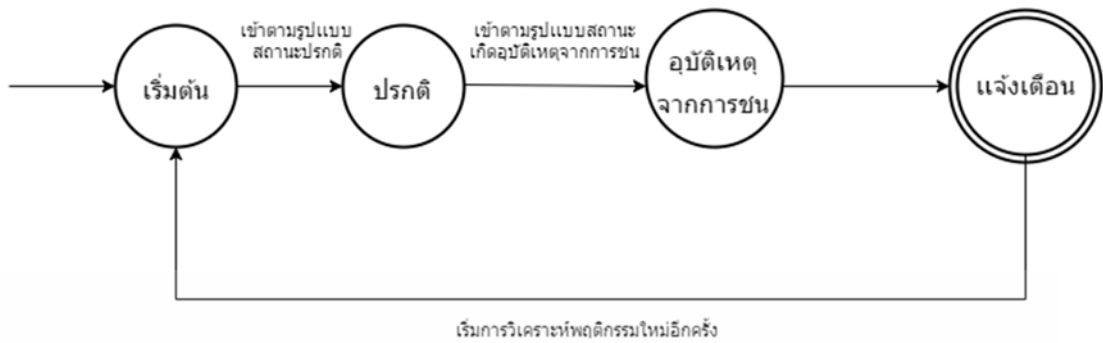 เข้าตามรูปแบบ
สถานะปรกติ
เข้าตามรูปแบบสถานะ
เกิดอุบัติเหตุจากการชน
เริ่มต้น
ปรกติ
อุบัติเหตุ
จากการชน
แจ้งเตือน
เริ่มการวิเคราะห์พฤติกรรมใหม่อีกครั้ง